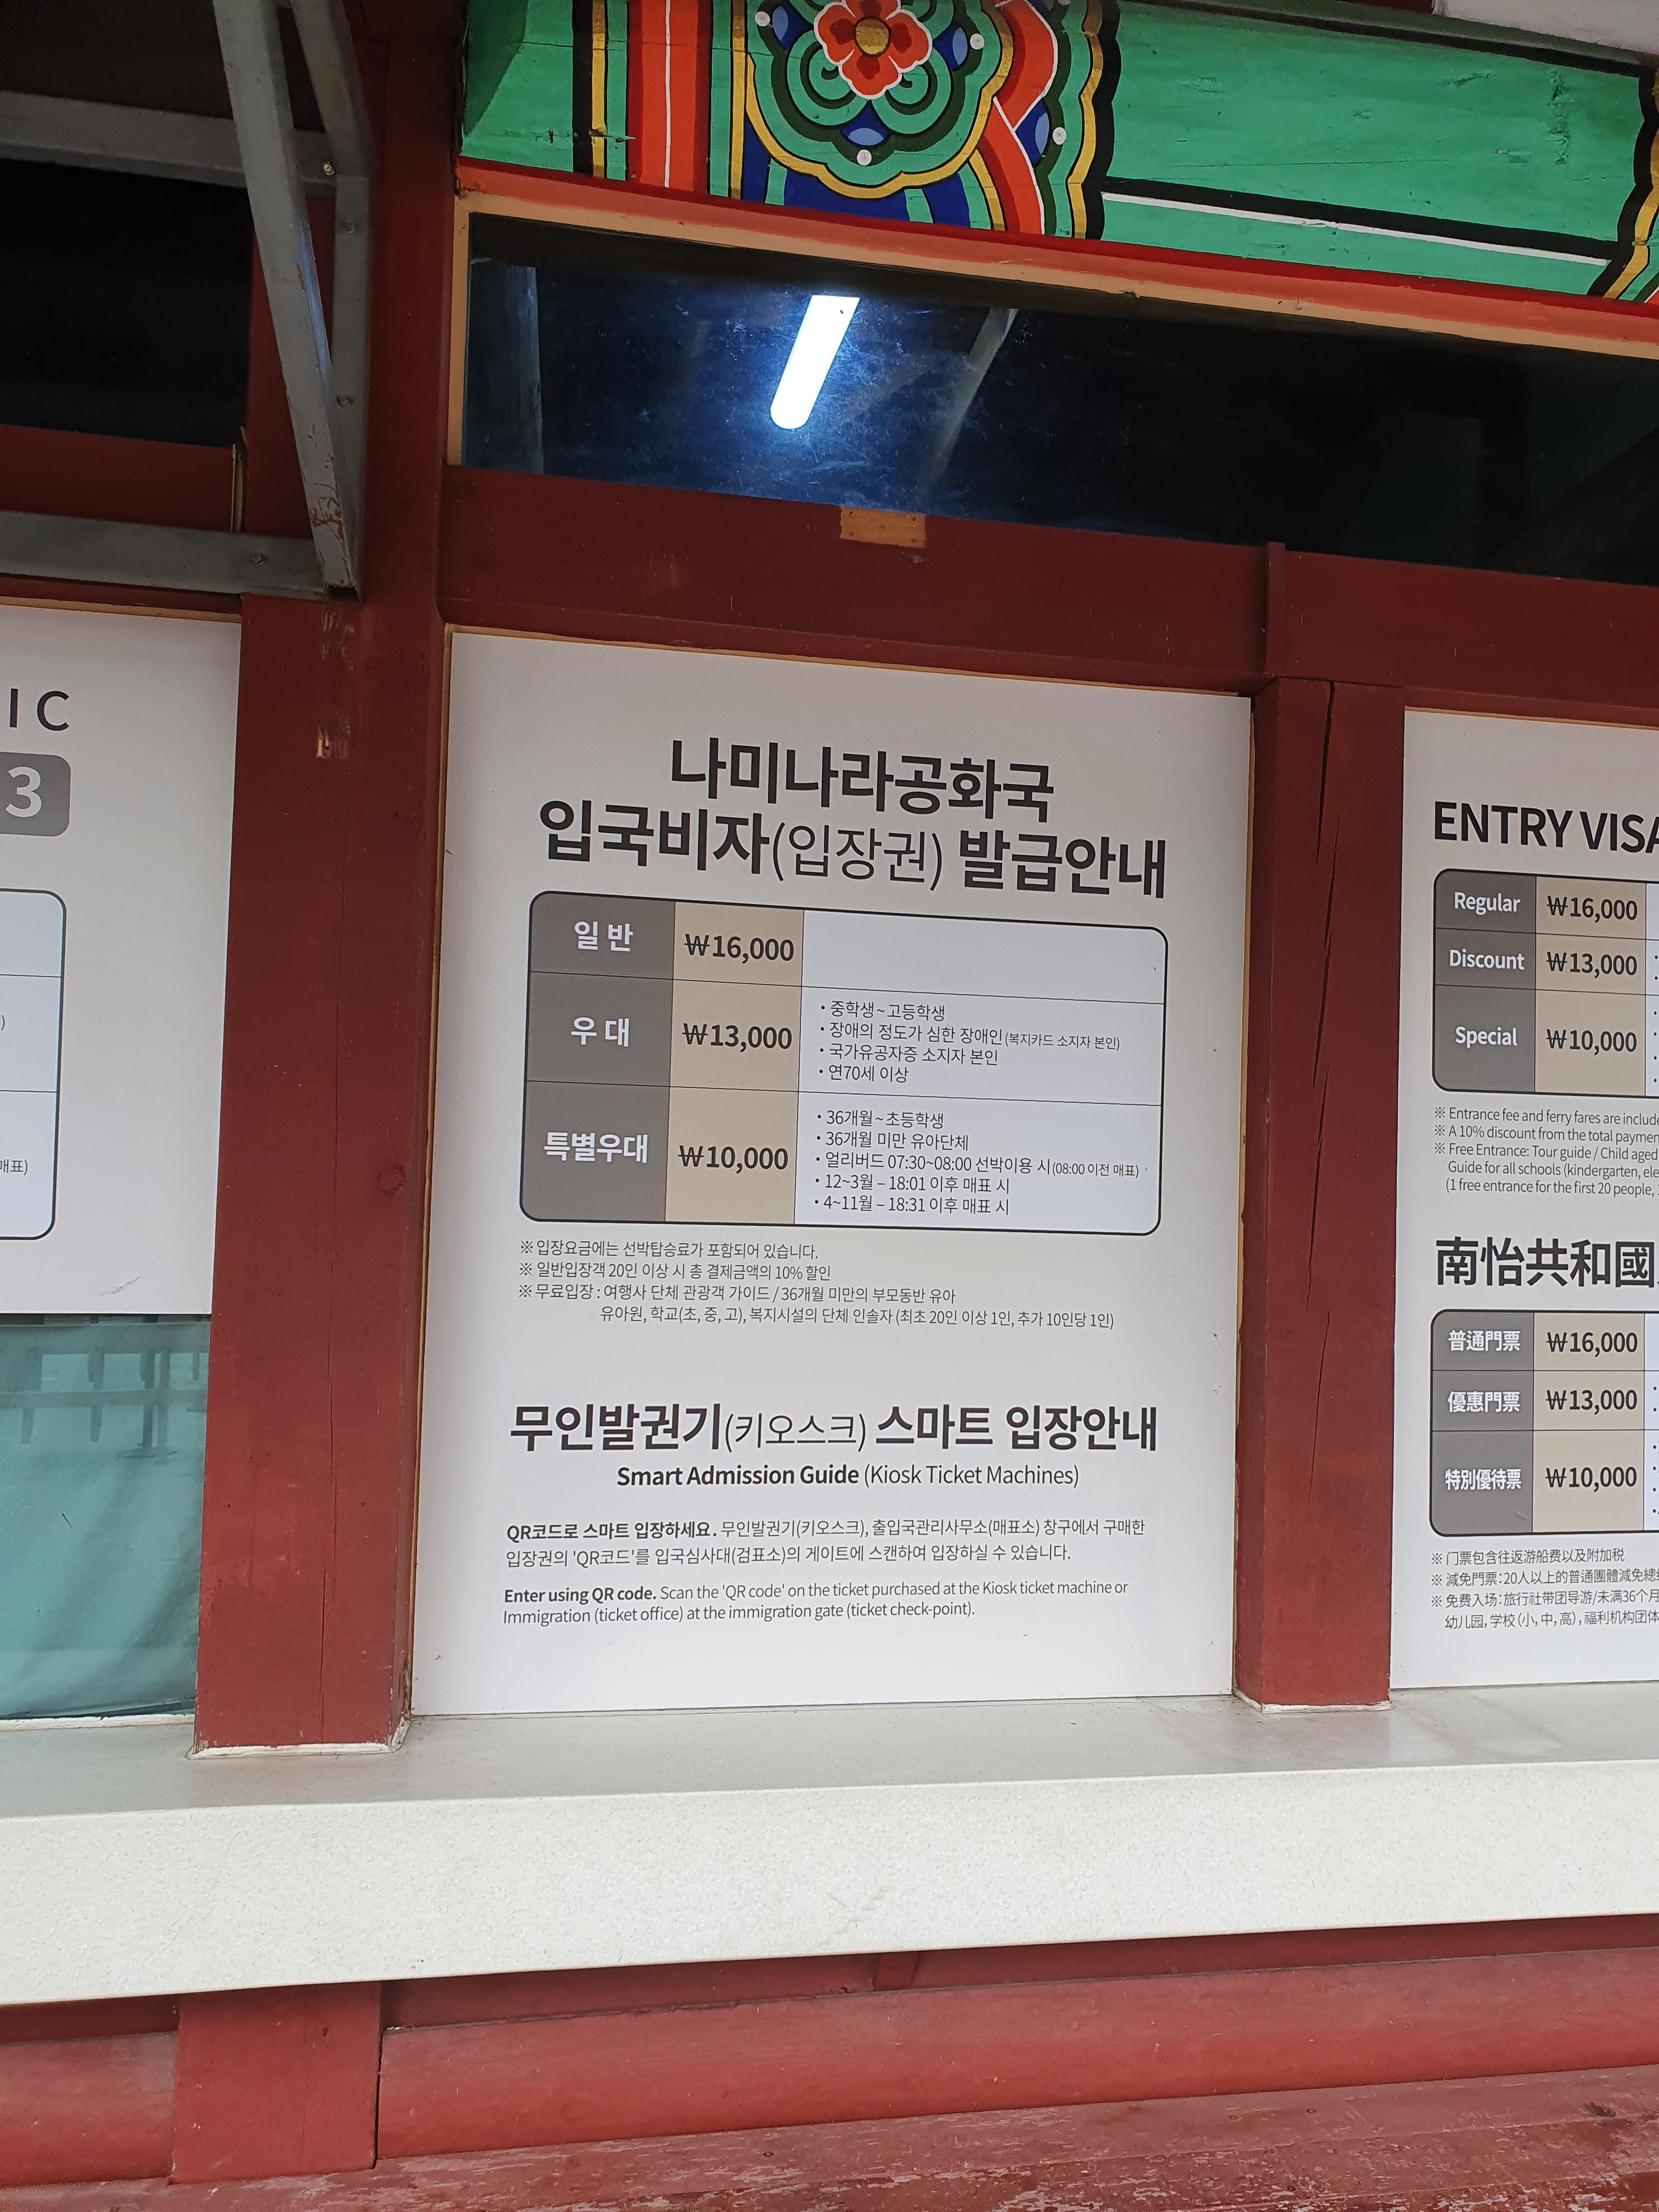 IC
3
매표)
나미나라공화국
입국비자(입장권) 발급안내
일 반 ₩16,000
우 대 ₩13,000
• 중학생~고등학생
• 장애의 정도가 심한 장애인 (복지카드 소지자 본인)
• 국가유공자증 소지자 본인
• 연70세 이상
특별우대 ₩10,000
• 36개월~초등학생
• 36개월 미만 유아단체
• 얼리버드 07:30~08:00 선박이용 시 (08:00 이전 매표)
• 12~3월 – 18:01 이후 매표 시
• 4~11월 – 18:31 이후 매표 시
※ 입장요금에는 선박탑승료가 포함되어 있습니다.
※ 일반입장객 20인 이상 시 총 결제금액의 10% 할인
※ 무료입장 : 여행사 단체 관광객 가이드 / 36개월 미만의 부모동반 유아
유아원, 학교(초, 중, 고), 복지시설의 단체 인솔자 (최초 20인 이상 1인, 추가 10인당 1인)
무인발권기(키오스크) 스마트 입장안내
Smart Admission Guide (Kiosk Ticket Machines)
QR코드로 스마트 입장하세요. 무인발권기(키오스크), 출입국관리사무소(매표소) 창구에서 구매한
입장권의 'QR코드'를 입국심사대(검표소)의 게이트에 스캔하여 입장하실 수 있습니다.
Enter using QR code. Scan the 'QR code' on the ticket purchased at the Kiosk ticket machine or
Immigration (ticket office) at the immigration gate (ticket check-point).
ENTRY VISA
Regular ₩16,000
Discount ₩13,000
Special ₩10,000
※ Entrance fee and ferry fares are include
※ A 10% discount from the total paymen
※ Free Entrance: Tour guide / Child aged
Guide for all schools (kindergarten, ele
(1 free entrance for the first 20 people,
南怡共和國
普通門票 ₩16,000
優惠門票 ₩13,000
特別優待票 ₩10,000
※ 门票包含往返游船费以及附加税
※ 減免門票:20人以上的普通團體減免總
※ 免费入场:旅行社带团导游/未满36个月
幼儿园, 学校 (小, 中, 高) , 福利机构团体